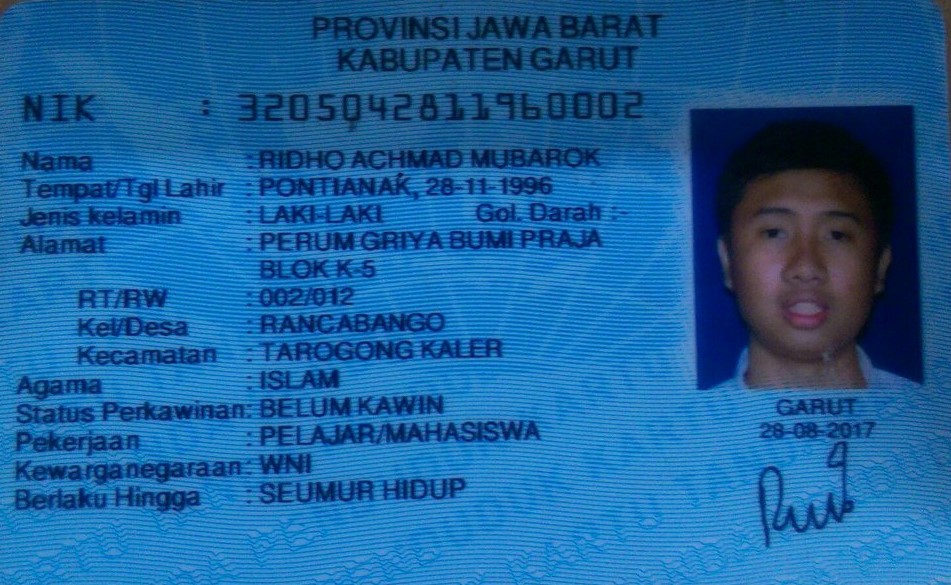 PROVINSI JAWA BARAT
KABUPATEN GARUT
NIK : 3205042811960002
Nama : RIDHO ACHMAD MUBAROK
Tempat/Tgl Lahir : PONTIANAK, 28-11-1996
Jenis kelamin : LAKI-LAKI Gol. Darah :-
Alamat : PERUM GRIYA BUMI PRAJA
BLOK K-5
RT/RW : 002/012
Kel/Desa : RANCABANGO
Kecamatan : TAROGONG KALER
Agama : ISLAM
Status Perkawinan: BELUM KAWIN
Pekerjaan : PELAJAR/MAHASISWA
Kewarganegaraan: WNI
Berlaku Hingga : SEUMUR HIDUP
GARUT
28-08-2017